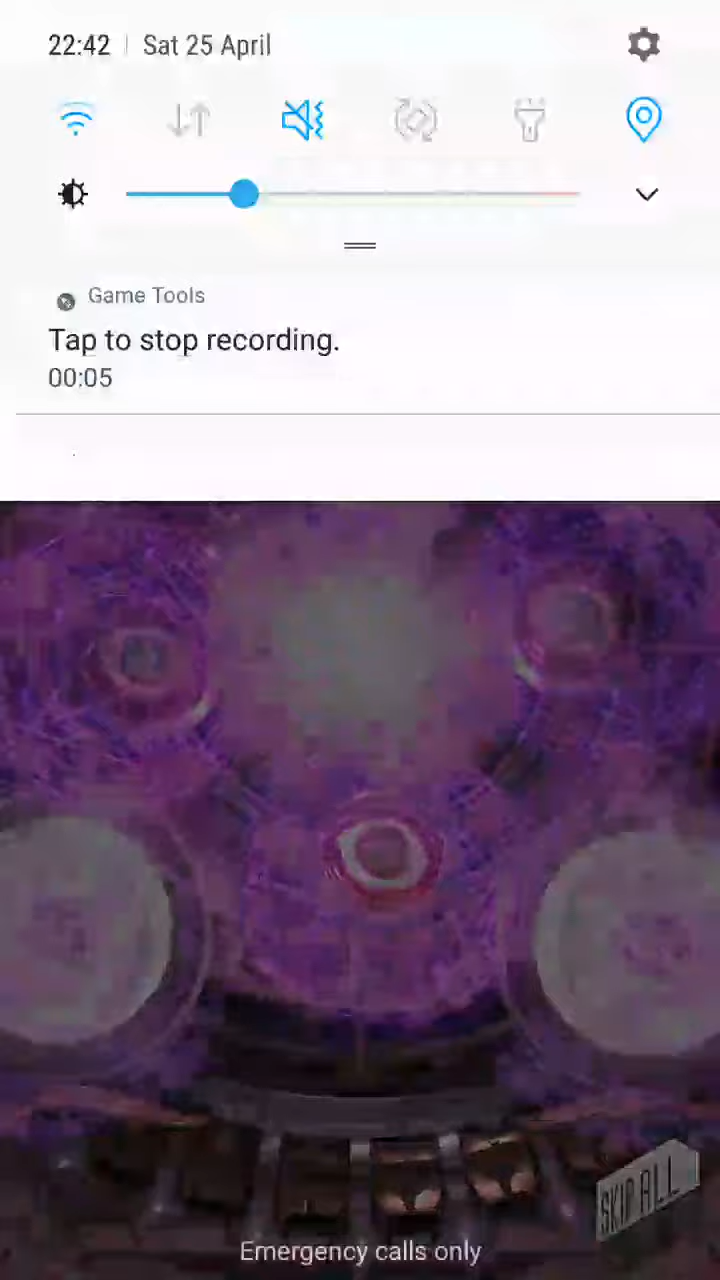 22:42 | Sat 25 April
Game Tools
Tap to stop recording.
00:05
SKIP ALL
Emergency calls only